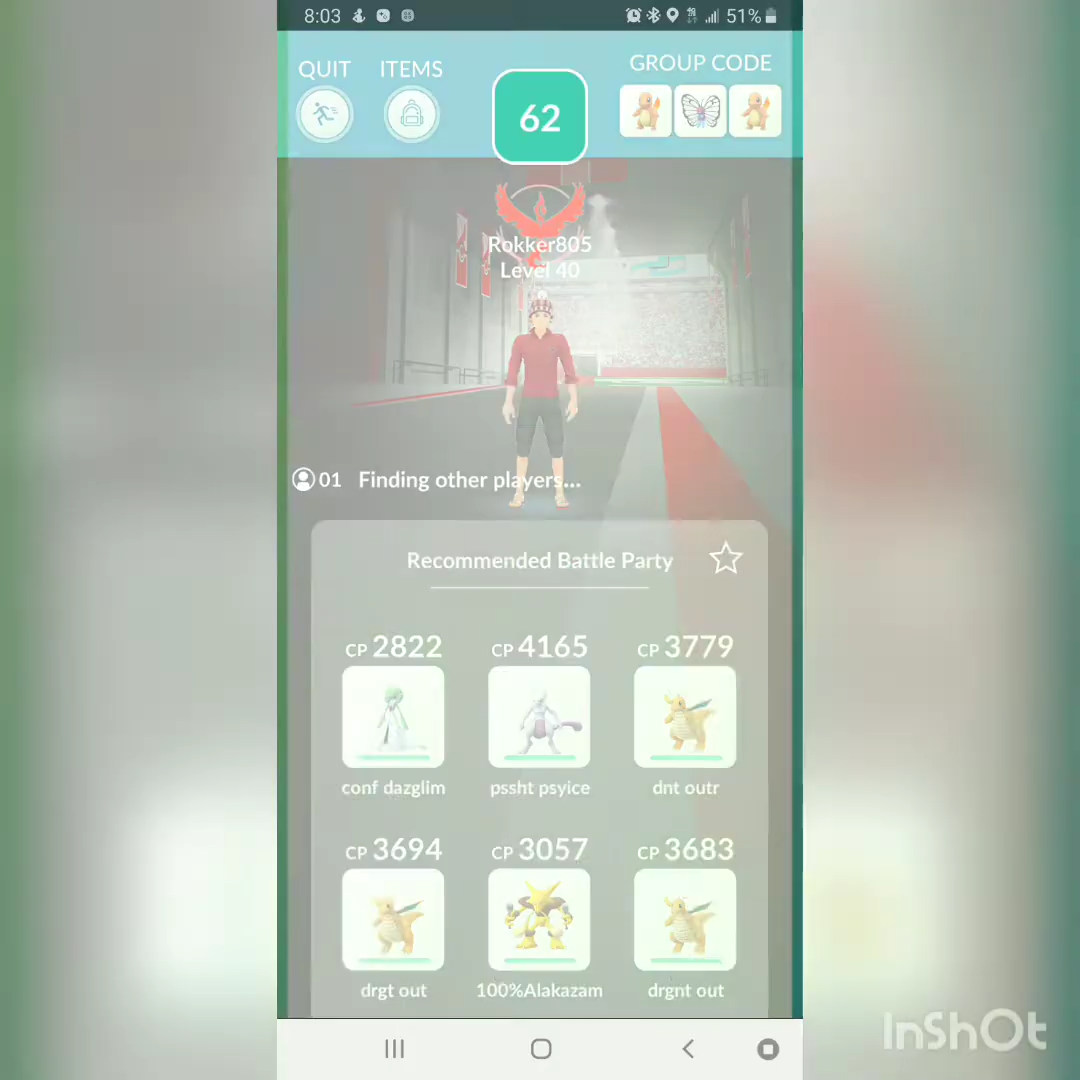 8:03
51%
QUIT ITEMS
62
GROUP CODE
Rokker805
Level 40
01 Finding other players...
Recommended Battle Party
CP 2822 CP 4165 CP 3779
conf dazglim pssht psyice dnt outr
CP 3694 CP 3057 CP 3683
drgt out 100%Alakazam drgnt out
InShOt